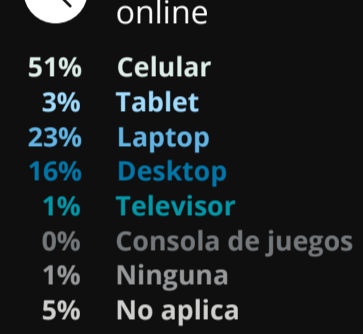 online
51% Celular
3% Tablet
23% Laptop
16% Desktop
1% Televisor
0% Consola de juegos
1% Ninguna
5% No aplica